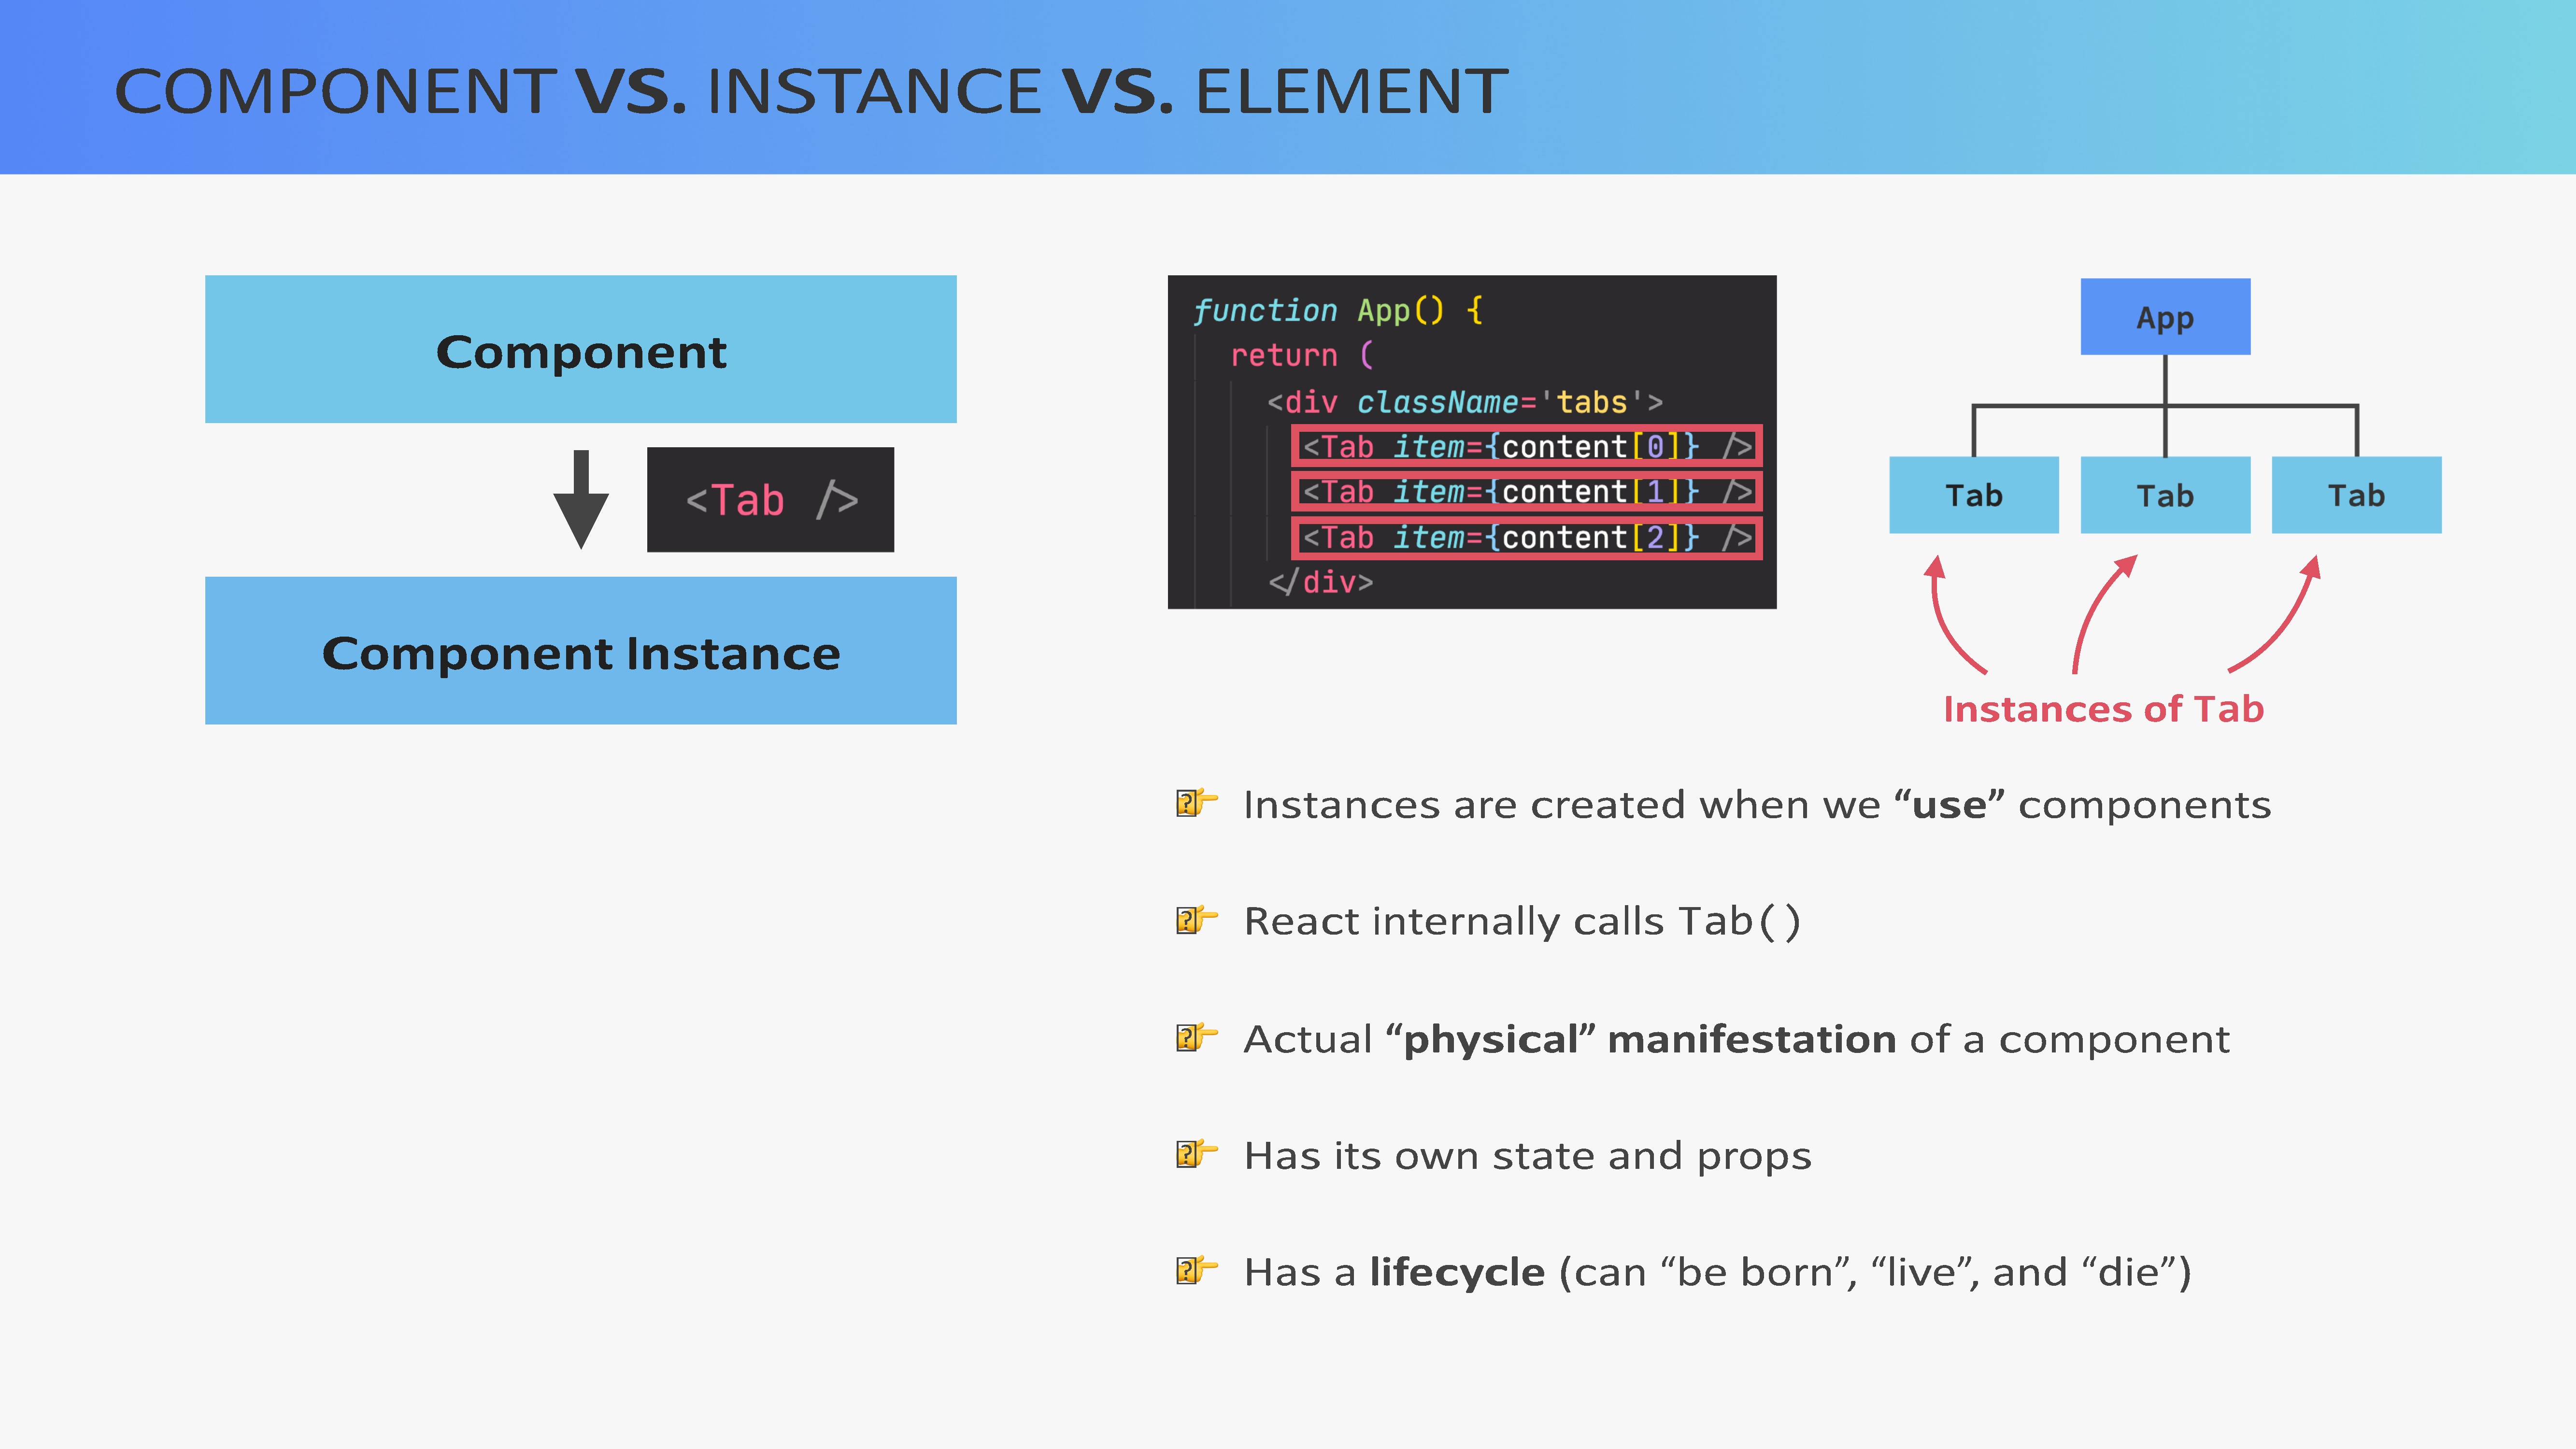 COMPONENT VS. INSTANCE VS. ELEMENT
Component
<Tab />
Component Instance
function App() {
return (
<div className='tabs'>
<Tab item={content[0]} />
<Tab item={content[1]} />
<Tab item={content[2]} />
</div>
App
Tab Tab Tab
Instances of Tab
👉 Instances are created when we “use” components
👉 React internally calls Tab()
👉 Actual “physical” manifestation of a component
👉 Has its own state and props
👉 Has a lifecycle (can “be born”, “live”, and “die”)